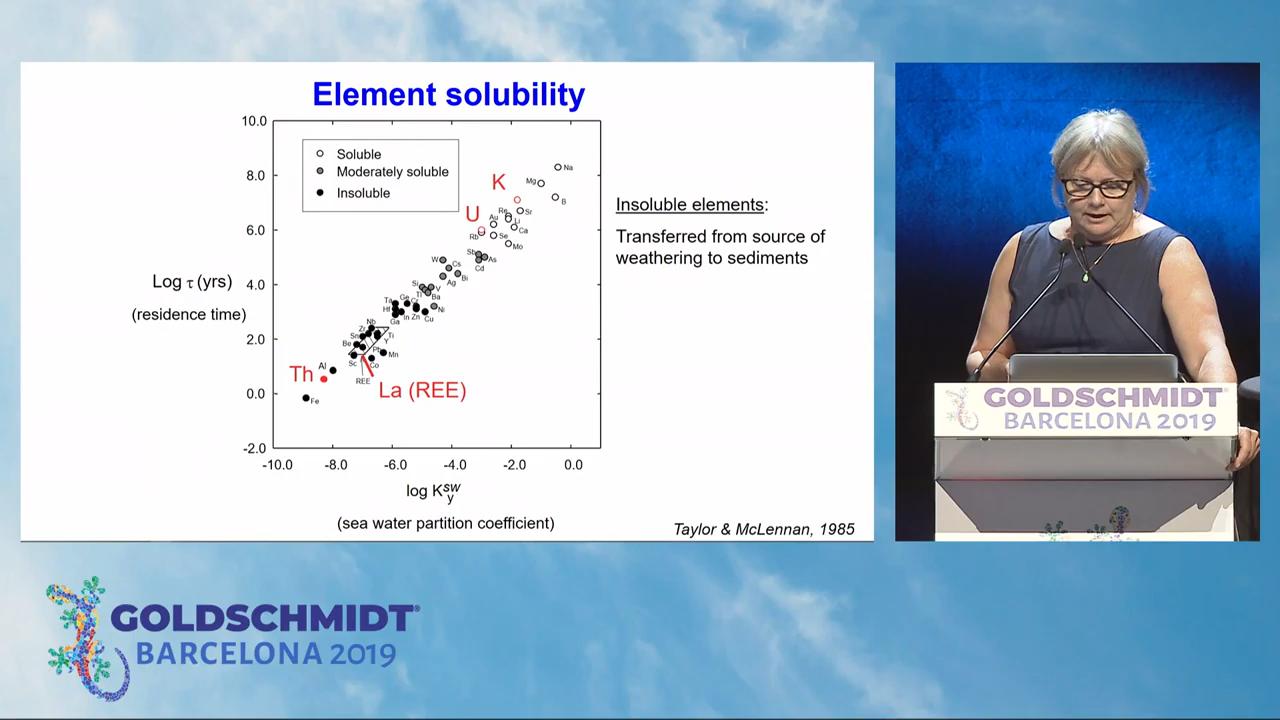 Element solubility
10.0
8.0
6.0
4.0
2.0
0.0
-2.0
-10.0
-8.0
-6.0
-4.0
-2.0
0.0
Soluble
Moderately soluble
Insoluble
Log τ (yrs)
(residence time)
log K sw y
(sea water partition coefficient)
Na
Mg
B
K
Re
Sr
U
Au
Li
Ca
Rb
Se
Mo
Sb
As
W
Cs
Cd
Bi
Ag
Si
V
Ba
Ta
Ge
Ni
Hf
In
Zn
Cu
Ga
Nb
Zr
Sn
Ti
Y
Be
Pb
Mn
Sc
Co
Al
Th
REE
La (REE)
Fe
Insoluble elements:
Transferred from source of
weathering to sediments
Taylor & McLennan, 1985
GOLDSCHMIDT
BARCELONA 2019
GOLDSCHMIDT®
BARCELONA 2019